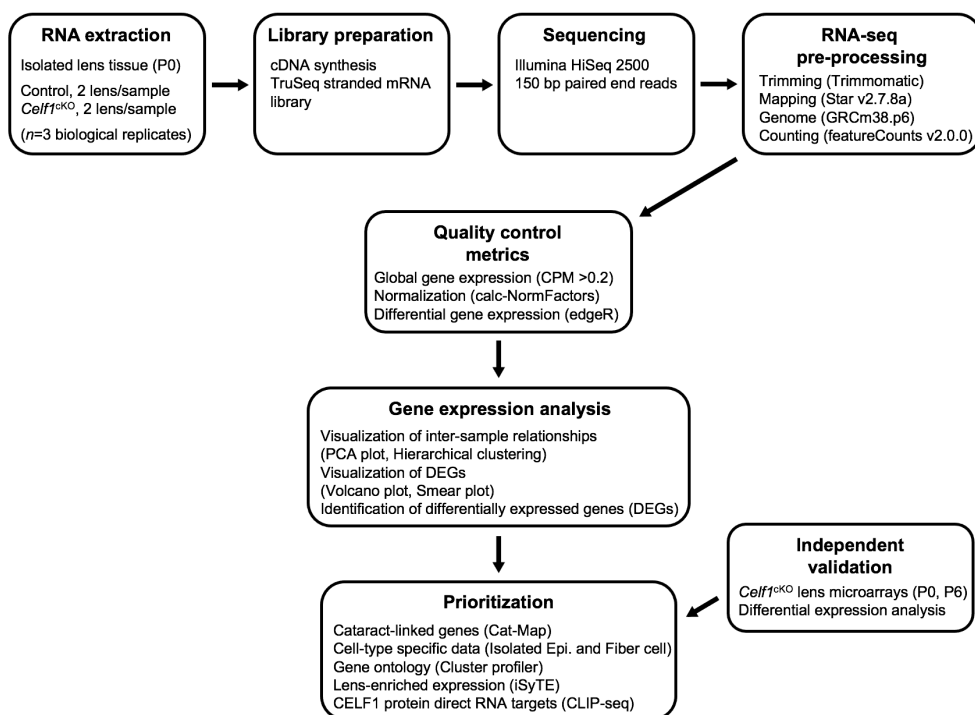 RNA extraction
Isolated lens tissue (P0)
Control, 2 lens/sample
Celf1cKO, 2 lens/sample
(n=3 biological replicates)
Library preparation
cDNA synthesis
TruSeq stranded mRNA
library
Sequencing
Illumina HiSeq 2500
150 bp paired end reads
RNA-seq
pre-processing
Trimming (Trimmomatic)
Mapping (Star v2.7.8a)
Genome (GRCm38.p6)
Counting (featureCounts v2.0.0)
Quality control
metrics
Global gene expression (CPM >0.2)
Normalization (calc-NormFactors)
Differential gene expression (edgeR)
Gene expression analysis
Visualization of inter-sample relationships
(PCA plot, Hierarchical clustering)
Visualization of DEGs
(Volcano plot, Smear plot)
Identification of differentially expressed genes (DEGs)
Independent
validation
Celf1cKO lens microarrays (P0, P6)
Differential expression analysis
Prioritization
Cataract-linked genes (Cat-Map)
Cell-type specific data (Isolated Epi. and Fiber cell)
Gene ontology (Cluster profiler)
Lens-enriched expression (iSyTE)
CELF1 protein direct RNA targets (CLIP-seq)